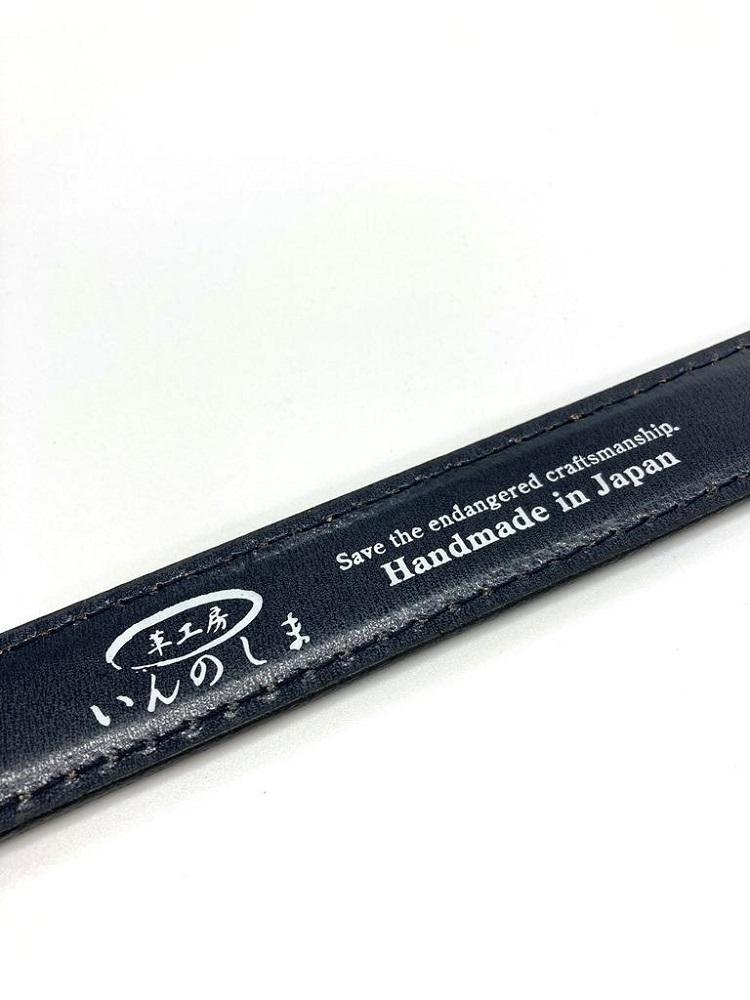 革工房
いんのしま
Save the endangered craftsmanship.
Handmade in Japan